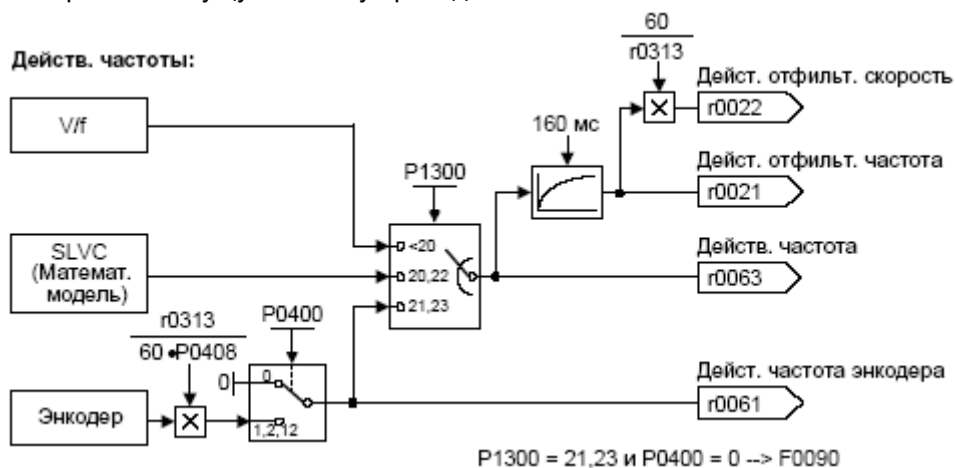 Действ. частоты:
60
r0313
Дейст. отфильт. скорость
r0022
V/f
160 мс
Дейст. отфильт. частота
r0021
P1300
SLVC
(Математ.
модель)
<20
20,22
21,23
Действ. частота
r0063
r0313
60 •P0408
P0400
0
0
1,2,12
Энкодер
Дейст. частота энкодера
r0061
P1300 = 21,23 и P0400 = 0 --> F0090